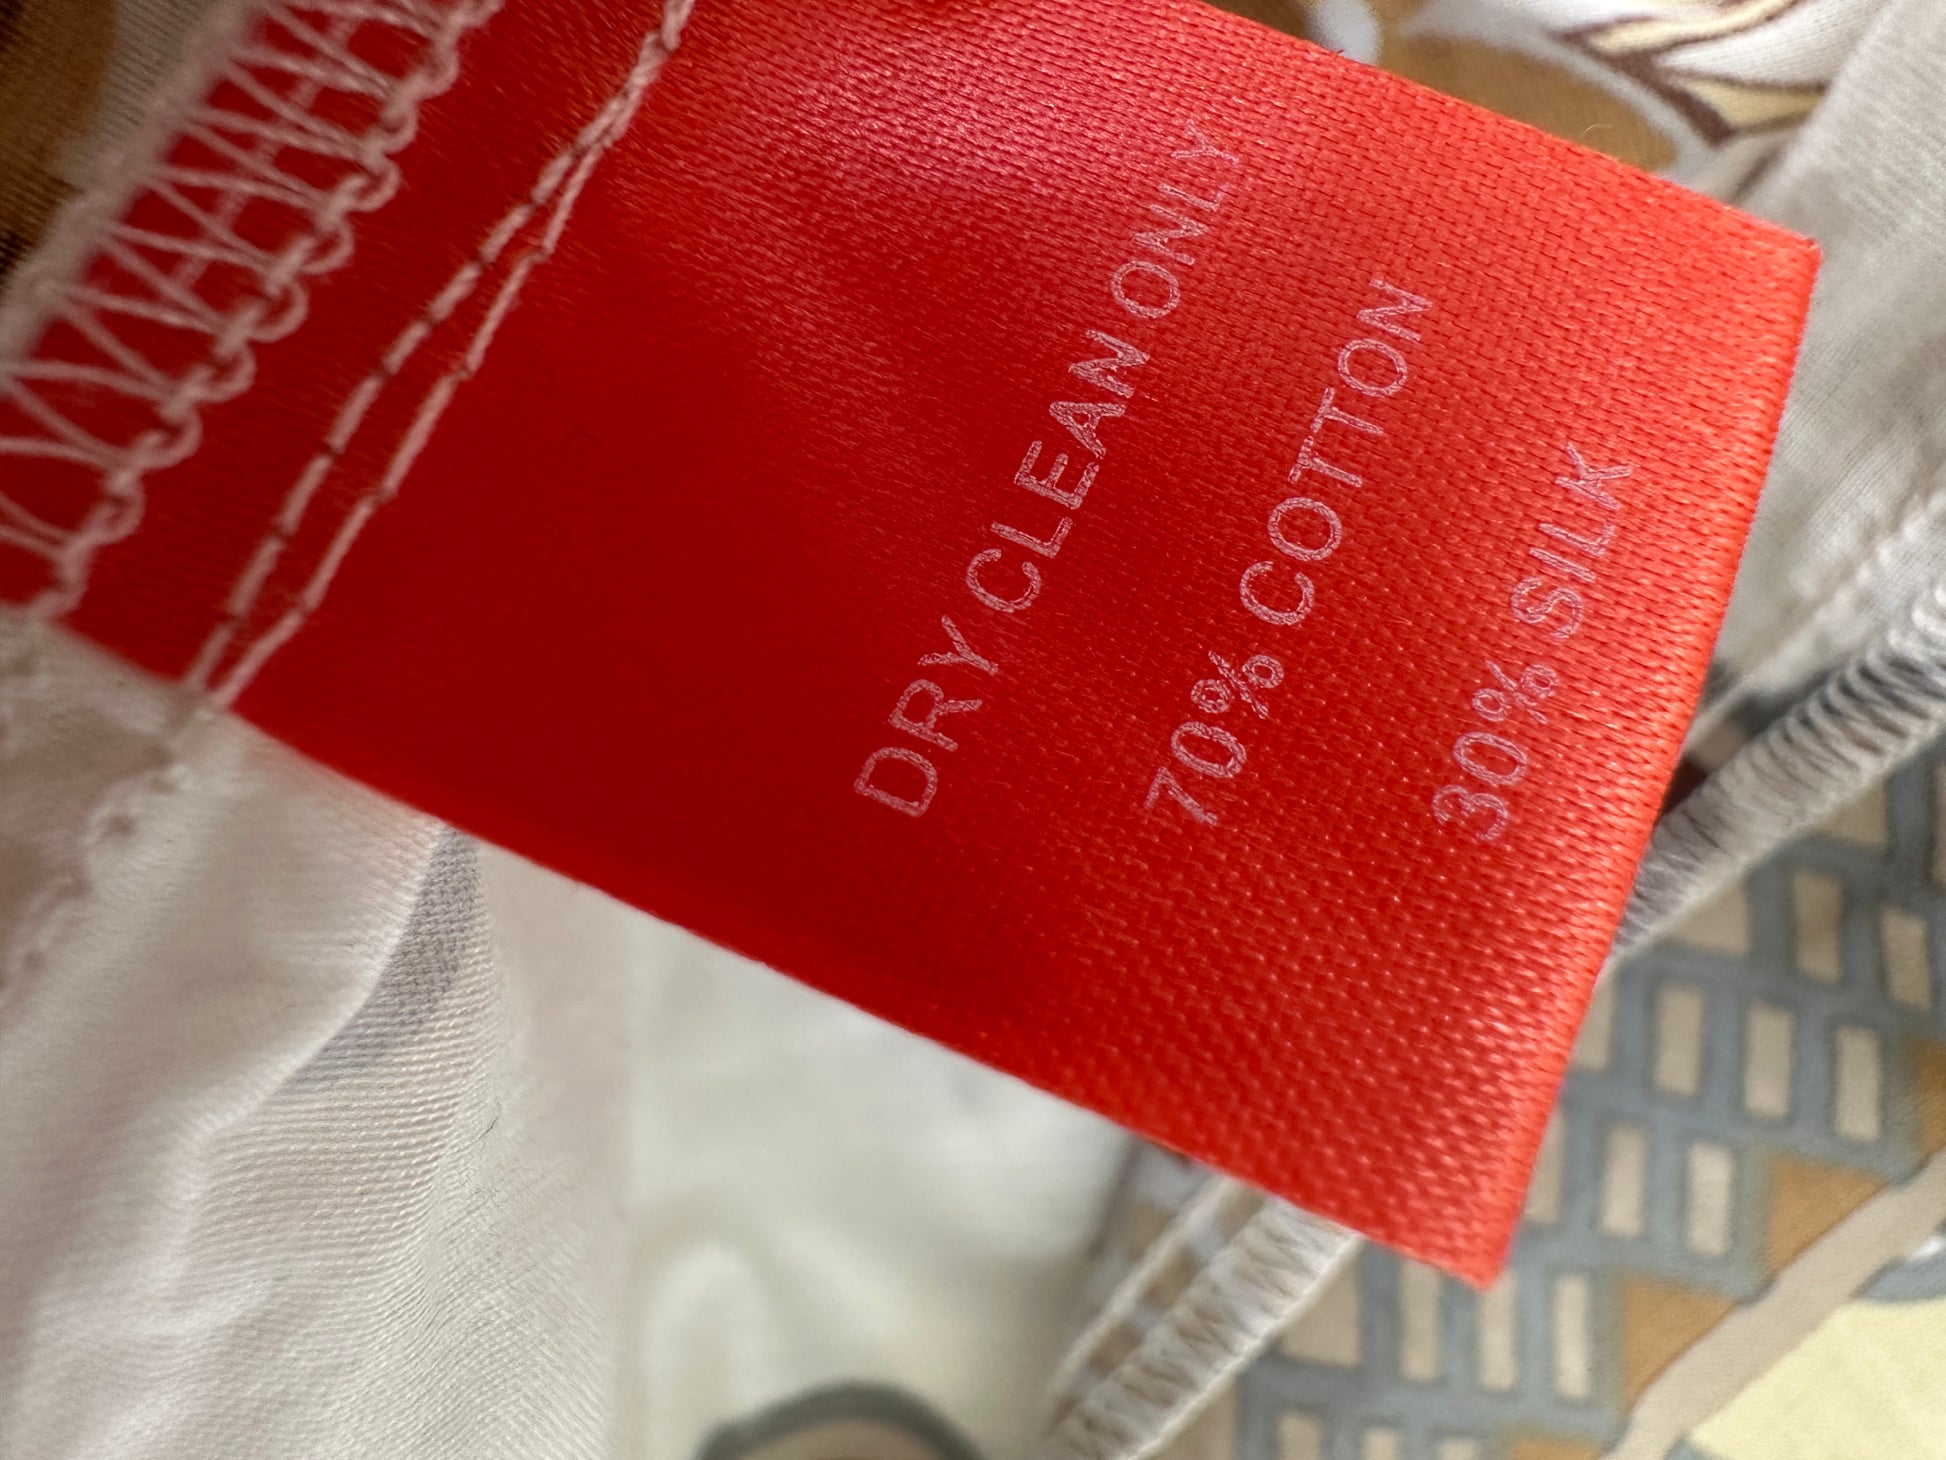 DRY CLEAN ONLY
70% COTTON
30% SILK